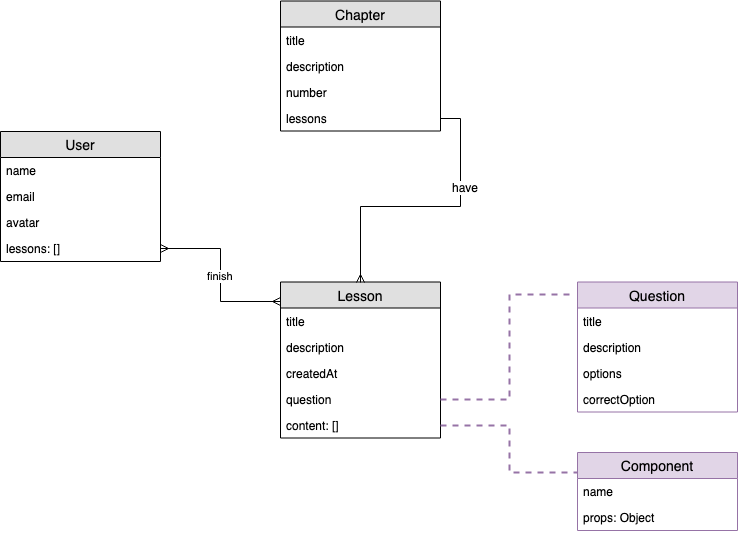 Chapter
title
description
number
lessons
User
name
email
avatar
lessons: []
have
finish
Lesson
title
description
createdAt
question
content: []
Question
title
description
options
correctOption
Component
name
props: Object